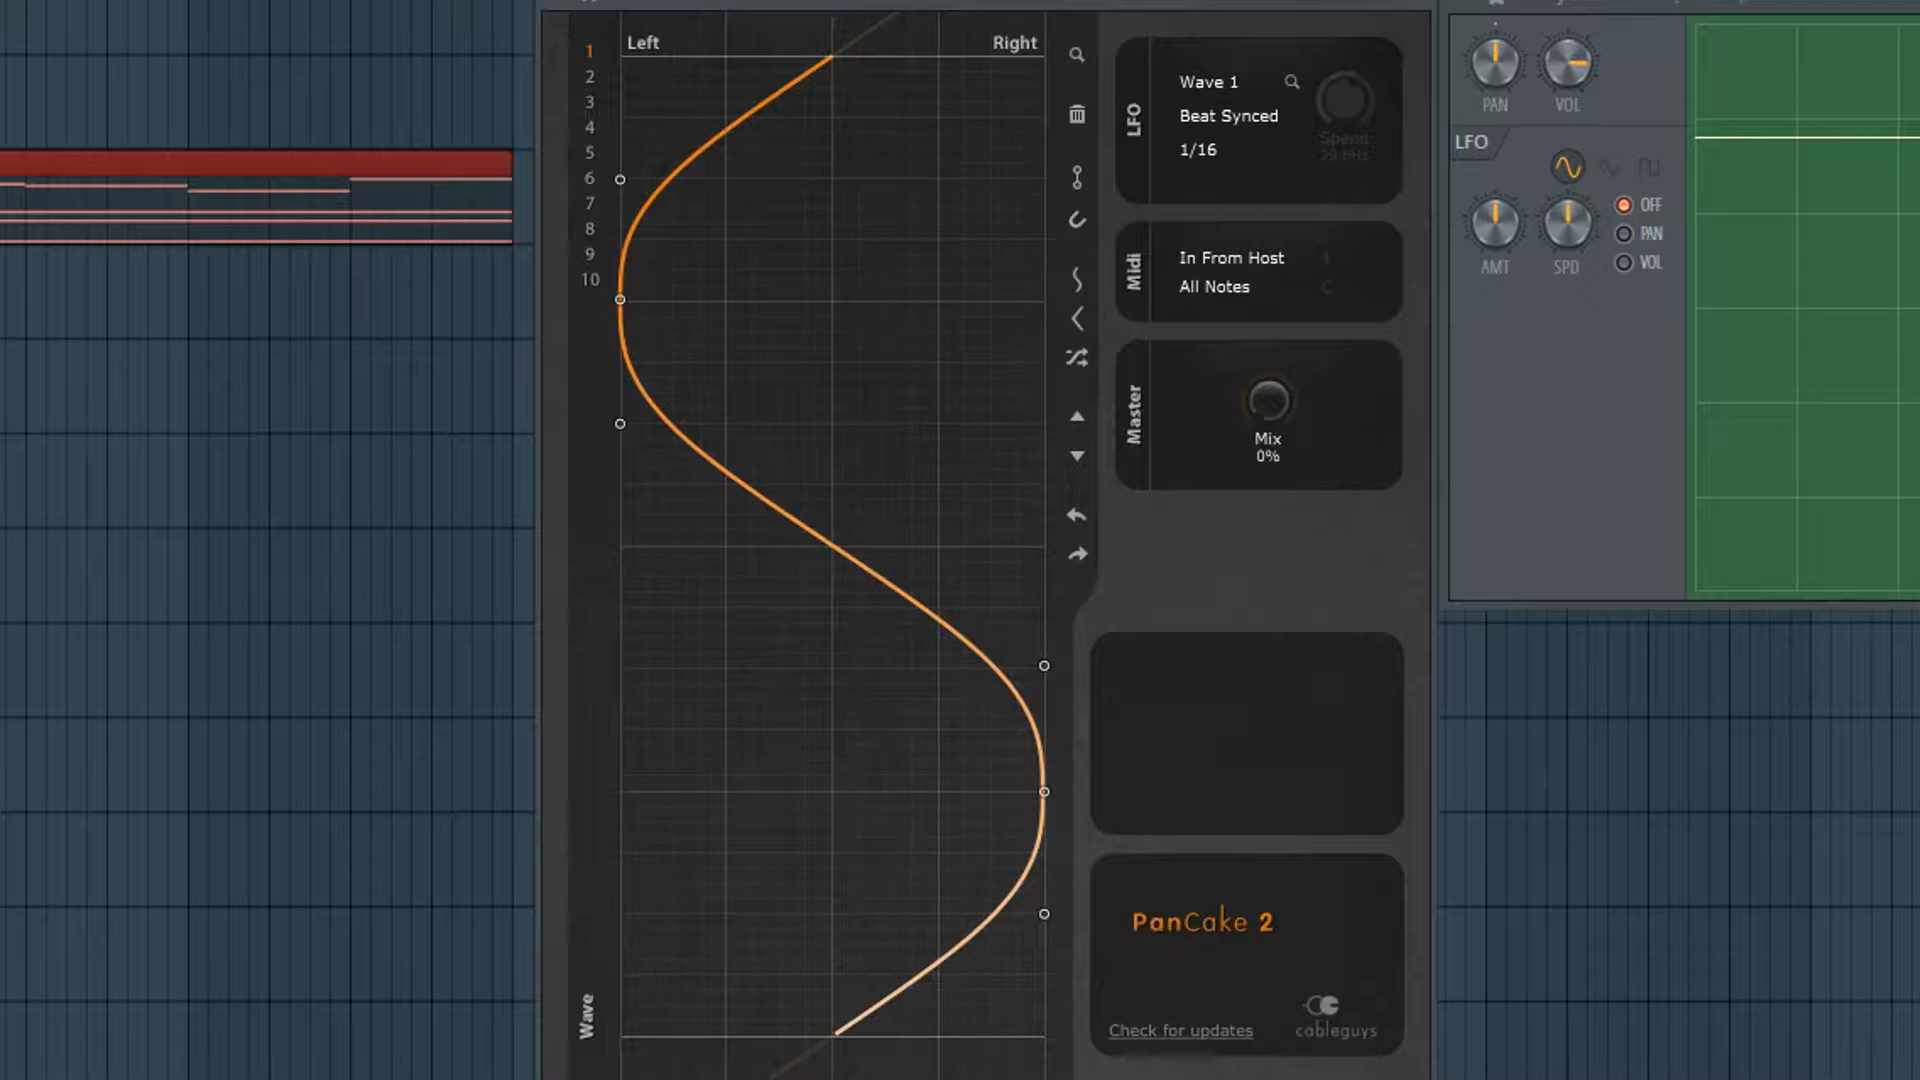 1
2
3
4
5
6
7
8
9
10
Left
Right
Wave
LFO
Wave 1
Beat Synced
1/16
Speed:
Midi
In From Host
All Notes
Master
Mix
0%
PanCake 2
Check for updates
cableguys
PAN
VOL
LFO
AMT
SPD
OFF
PAN
VOL